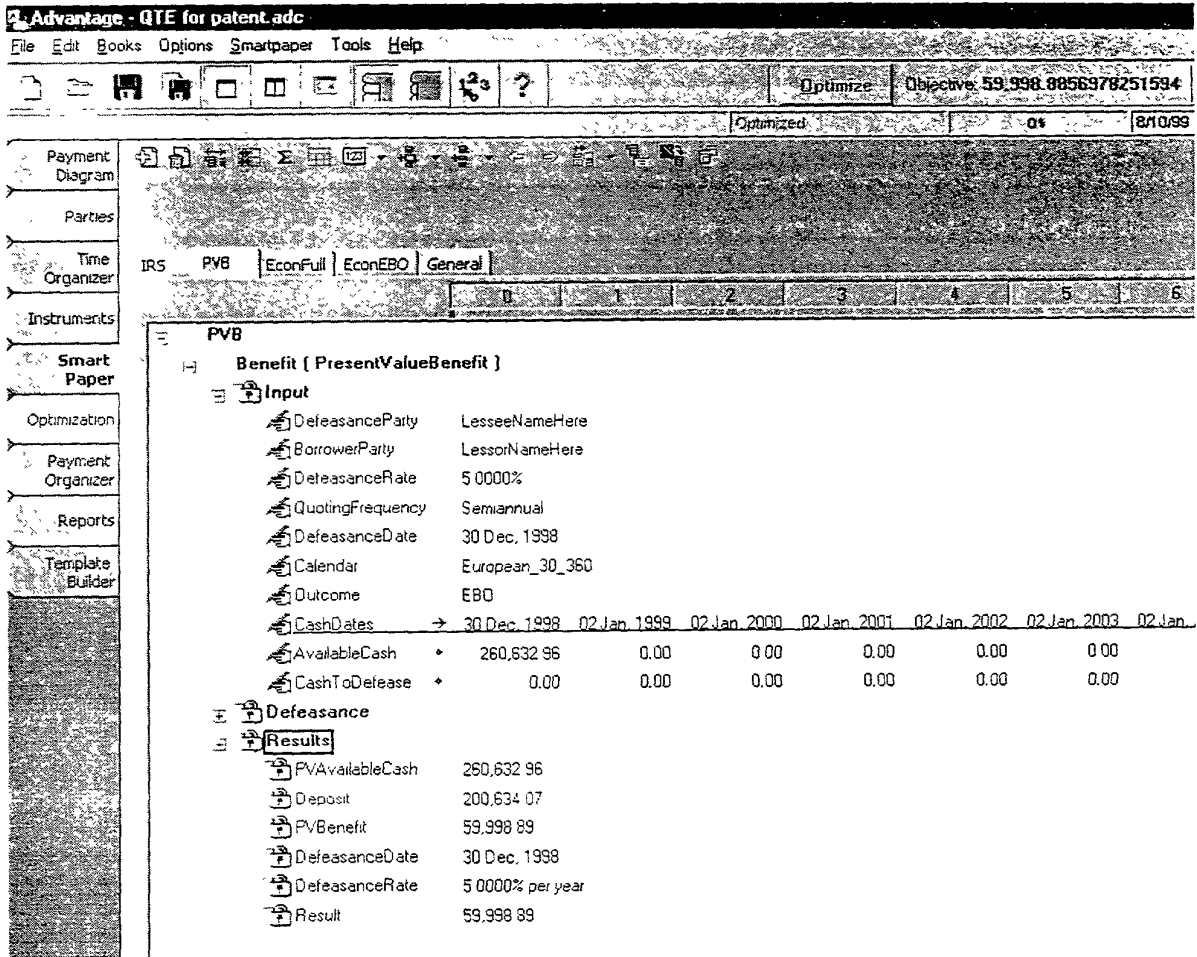 Advantage - QTE for patent.adc
File Edit Books Options Smartpaper Tools Help
Optimize Objective: 59,998.8856978251594
Optimized 0% 8/10/99
Payment Diagram
Parties
Time Organizer
Instruments
Smart Paper
Optimization
Payment Organizer
Reports
Template Builder
IRS PVB EconFull EconEBO General
0 1 2 3 4 5 6
PVB
Benefit [ PresentValueBenefit ]
Input
DefeasanceParty LesseeNameHere
BorrowerParty LessorNameHere
DefeasanceRate 5 0000%
QuotingFrequency Semiannual
DefeasanceDate 30 Dec, 1998
Calendar European_30_360
Outcome EBO
CashDates → 30 Dec, 1998 02 Jan, 1999 02 Jan, 2000 02 Jan, 2001 02 Jan, 2002 02 Jan, 2003 02 Jan,
AvailableCash 260,632 96 0.00 0 00 0.00 0.00 0 00
CashToDefease 0.00 0.00 0.00 0.00 0.00 0.00
Defeasance
Results
PVAvailableCash 260,632 96
Deposit 200,634 07
PVBenefit 59,998 89
DefeasanceDate 30 Dec, 1998
DefeasanceRate 5 0000% per year
Result 59,998 89